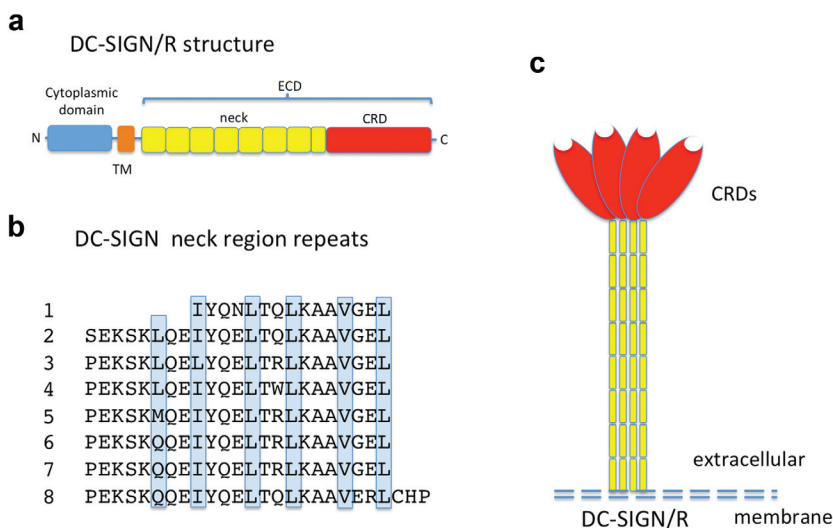 a
DC-SIGN/R structure
Cytoplasmic
domain
ECD
neck
CRD
N
C
TM
b
DC-SIGN neck region repeats
1 IYQNLTQLKAAVGEL
2 SEKSKLQEIYQELTQLKAAVGEL
3 PEKSKLQELYQELTRLKAAVGEL
4 PEKSKLQEIYQELTWLKAAVGEL
5 PEKSKMQEIYQELTRLKAAVGEL
6 PEKSKQQEIYQELTRLKAAVGEL
7 PEKSKQQEIYQELTRLKAAVGEL
8 PEKSKQQEIYQELTQLKAAVERLCHP
c
CRDs
extracellular
DC-SIGN/R
membrane